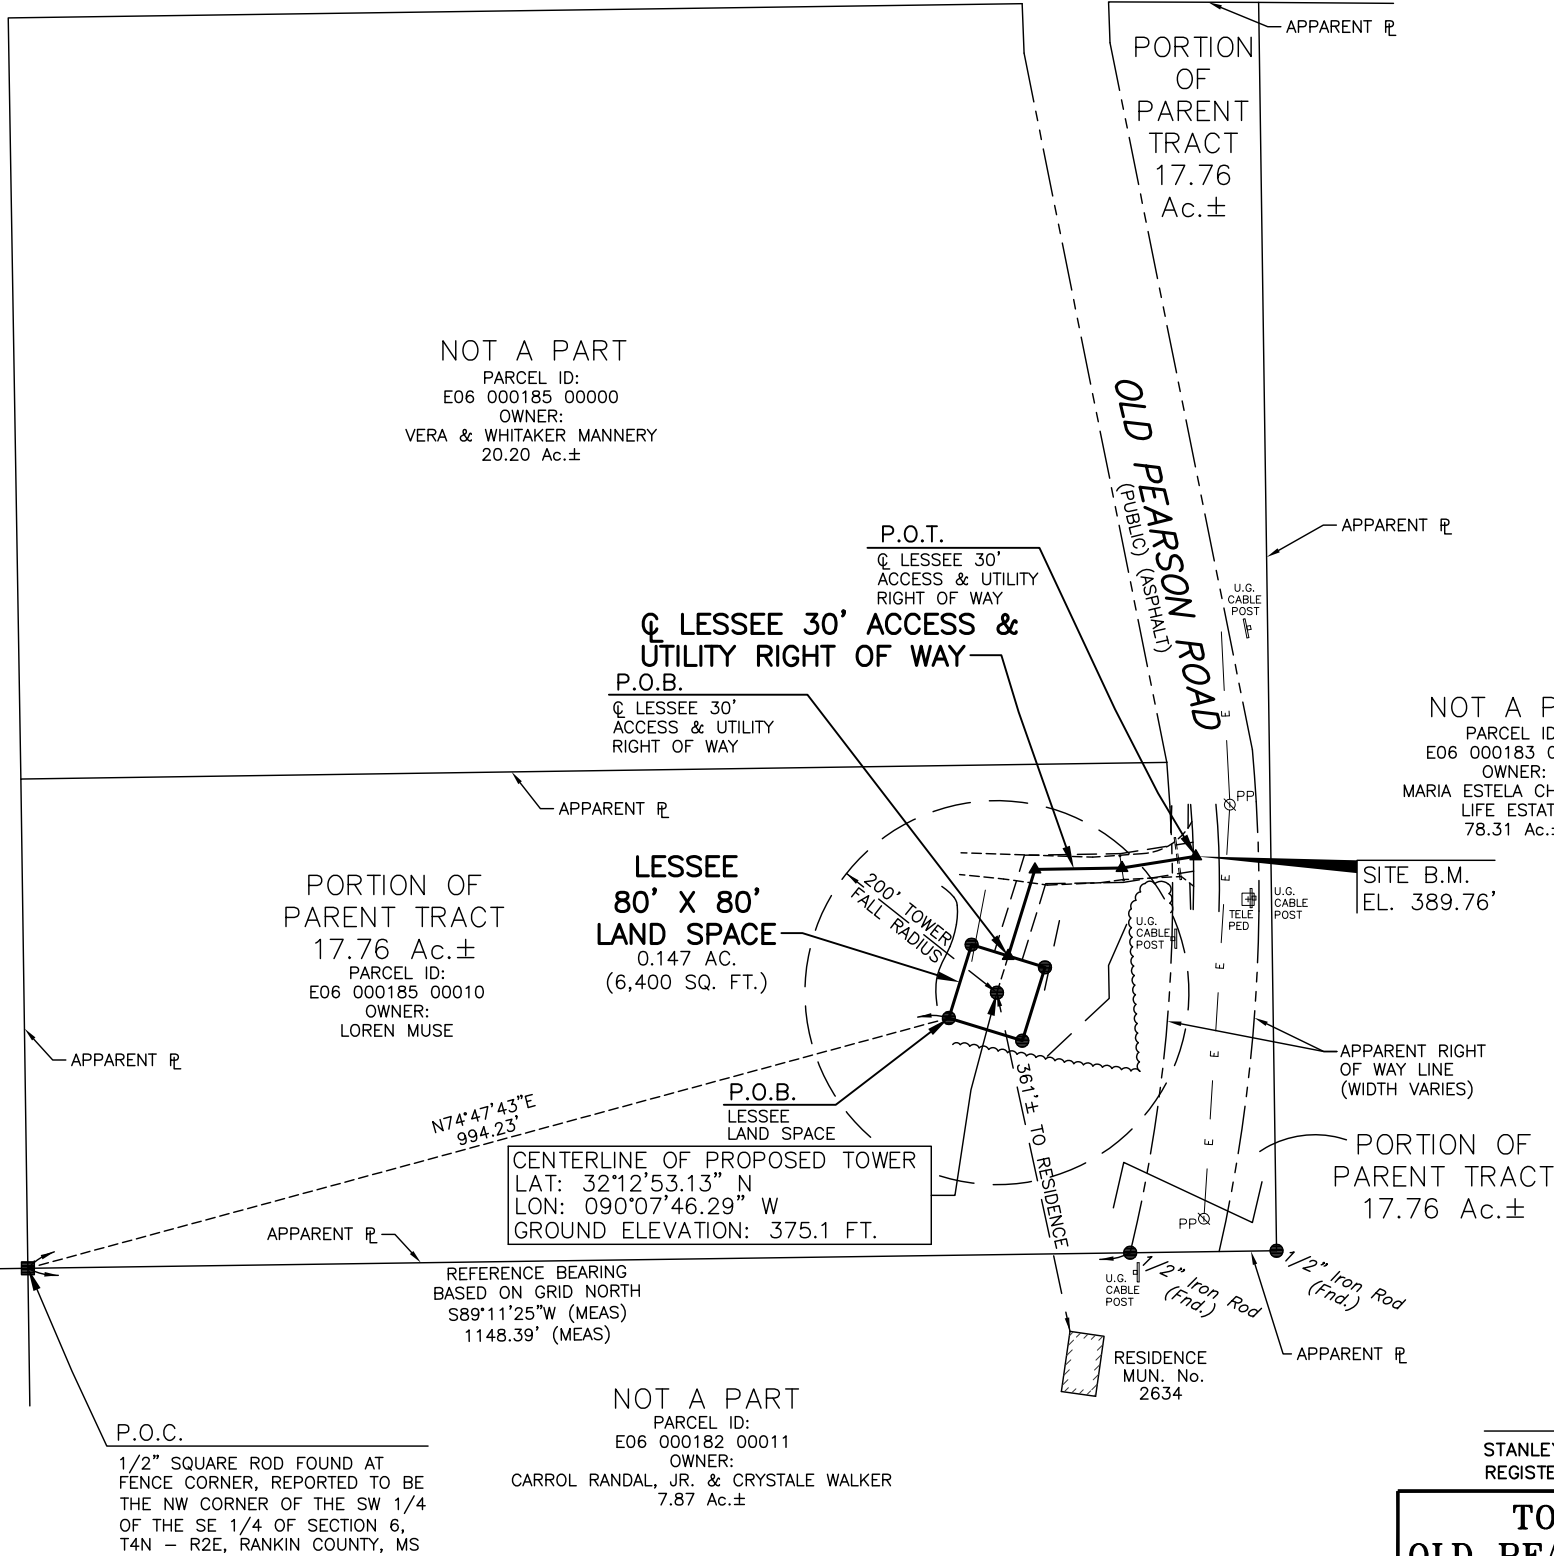 APPARENT ⅊
PORTION
OF
PARENT
TRACT
17.76
Ac.±
NOT A PART
PARCEL ID:
E06 000185 00000
OWNER:
VERA & WHITAKER MANNERY
20.20 Ac.±
OLD PEARSON ROAD
(PUBLIC) (ASPHALT)
APPARENT ⅊
P.O.T.
℄ LESSEE 30'
ACCESS & UTILITY
RIGHT OF WAY
U.G.
CABLE
POST
℄ LESSEE 30' ACCESS &
UTILITY RIGHT OF WAY
P.O.B.
℄ LESSEE 30'
ACCESS & UTILITY
RIGHT OF WAY
NOT A P
PARCEL ID
E06 000183 0
OWNER:
MARIA ESTELA CH
LIFE ESTAT
78.31 Ac.±
E
PP
APPARENT ⅊
LESSEE
80' X 80'
LAND SPACE
0.147 AC.
(6,400 SQ. FT.)
200' TOWER
FALL RADIUS
SITE B.M.
EL. 389.76'
E
U.G.
CABLE
POST
TELE
PED
U.G.
CABLE
POST
PORTION OF
PARENT TRACT
17.76 Ac.±
PARCEL ID:
E06 000185 00010
OWNER:
LOREN MUSE
E
E
APPARENT ⅊
APPARENT RIGHT
OF WAY LINE
(WIDTH VARIES)
N74°47'43"E
994.23'
P.O.B.
LESSEE
LAND SPACE
361'± TO RESIDENCE
E
PORTION OF
PARENT TRACT
17.76 Ac.±
CENTERLINE OF PROPOSED TOWER
LAT: 32°12'53.13" N
LON: 090°07'46.29" W
GROUND ELEVATION: 375.1 FT.
PP
APPARENT ⅊
REFERENCE BEARING
BASED ON GRID NORTH
S89°11'25"W (MEAS)
1148.39' (MEAS)
U.G.
CABLE
POST
1/2" Iron Rod
(Fnd.)
1/2" Iron Rod
(Fnd.)
APPARENT ⅊
RESIDENCE
MUN. No.
2634
NOT A PART
PARCEL ID:
E06 000182 00011
OWNER:
CARROL RANDAL, JR. & CRYSTALE WALKER
7.87 Ac.±
P.O.C.
1/2" SQUARE ROD FOUND AT
FENCE CORNER, REPORTED TO BE
THE NW CORNER OF THE SW 1/4
OF THE SE 1/4 OF SECTION 6,
T4N - R2E, RANKIN COUNTY, MS
STANLEY
REGISTE
TO
OLD PEA